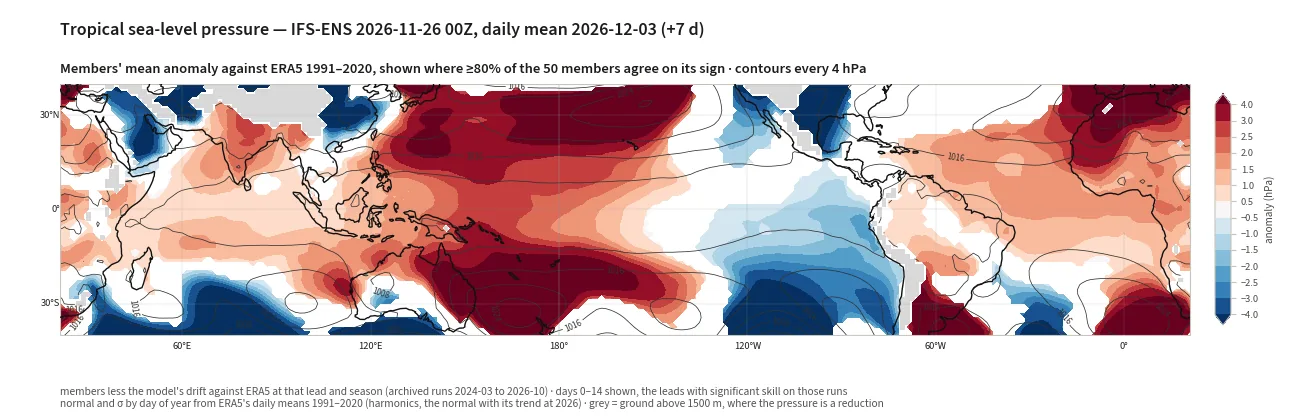 Tropical sea-level pressure — IFS-ENS 2026-11-26 00Z, daily mean 2026-12-03 (+7 d)
Members' mean anomaly against ERA5 1991–2020, shown where ≥80% of the 50 members agree on its sign · contours every 4 hPa
30°N
0°
30°S
60°E
120°E
180°
120°W
60°W
0°
1016
1016
1016
1008
1016
1016
1016
4.0
3.0
2.5
2.0
1.5
1.0
0.5
−0.5
−1.0
−1.5
−2.0
−2.5
−3.0
−4.0
anomaly (hPa)
members less the model's drift against ERA5 at that lead and season (archived runs 2024-03 to 2026-10) · days 0–14 shown, the leads with significant skill on those runs
normal and σ by day of year from ERA5's daily means 1991–2020 (harmonics, the normal with its trend at 2026) · grey = ground above 1500 m, where the pressure is a reduction